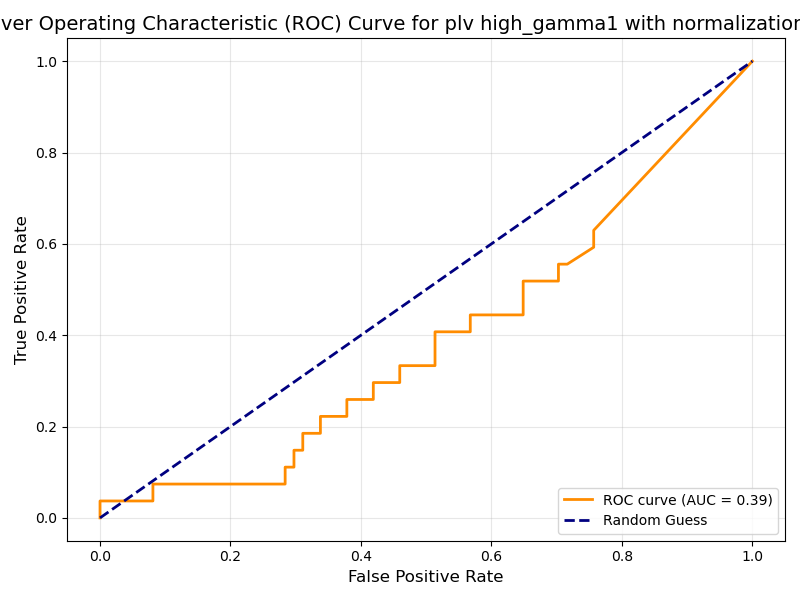 ver Operating Characteristic (ROC) Curve for plv high_gamma1 with normalization
1.0
0.8
0.6
0.4
0.2
0.0
True Positive Rate
ROC curve (AUC = 0.39)
Random Guess
0.0 0.2 0.4 0.6 0.8 1.0
False Positive Rate